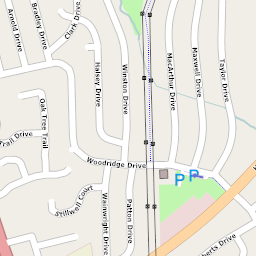 Arnold Drive
Bradley Drive
Clark Drive
Halsey Drive
Winston Drive
MacArthur Drive
Maxwell Drive
Taylor Drive
Oak Tree Trail
Trail Drive
Woodridge Drive
Stillwell Court
Wainwright Drive
Patton Drive
P P
berts Drive